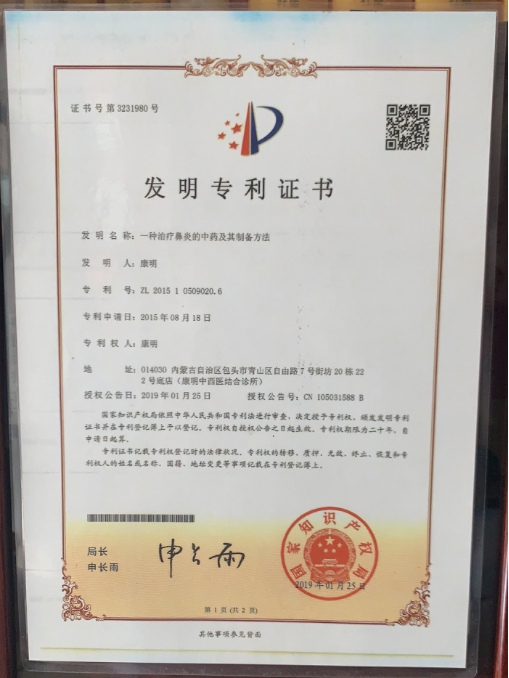 证书号第3231980号
发明专利证书
发明名称：一种治疗鼻炎的中药及其制备方法
发明人：康明
专利号：ZL 2015 1 0509020.6
专利申请日：2015年08月18日
专利权人：康明
地址：014030 内蒙古自治区包头市青山区自由路7号街坊20栋22
2号底店（康明中西医结合诊所）
授权公告日：2019年01月25日 授权公告号：CN 105031588 B
国家知识产权局依照中华人民共和国专利法进行审查，决定授予专利权，颁发发明专利
证书并在专利登记簿上予以登记。专利权自授权公告之日起生效。专利权期限为二十年，自
申请日起算。
专利证书记载专利权登记时的法律状况。专利权的转移、质押、无效、终止、恢复和专
利权人的姓名或名称、国籍、地址变更等事项记载在专利登记簿上。
局长
申长雨
申长雨
国家知识产权局
2019年01月25日
第1页(共2页)
其他事项参见背面